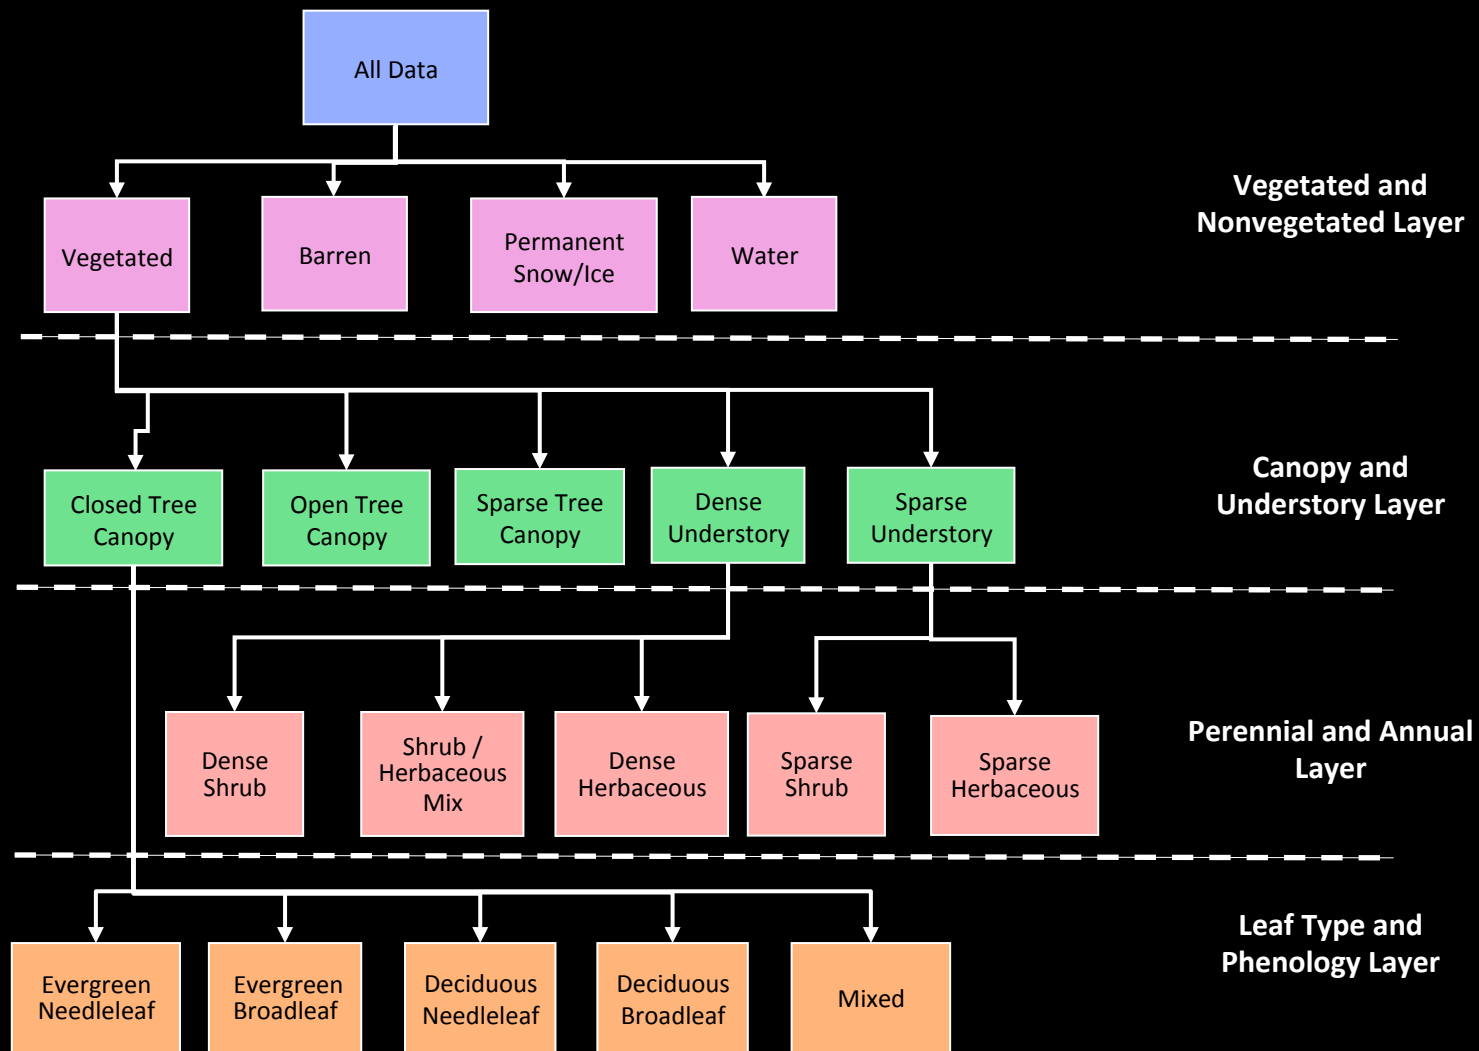 All Data
Vegetated and
Nonvegetated Layer
Vegetated
Barren
Permanent
Snow/Ice
Water
Canopy and
Understory Layer
Closed Tree
Canopy
Open Tree
Canopy
Sparse Tree
Canopy
Dense
Understory
Sparse
Understory
Perennial and Annual
Layer
Dense
Shrub
Shrub /
Herbaceous
Mix
Dense
Herbaceous
Sparse
Shrub
Sparse
Herbaceous
Leaf Type and
Phenology Layer
Evergreen
Needleleaf
Evergreen
Broadleaf
Deciduous
Needleleaf
Deciduous
Broadleaf
Mixed